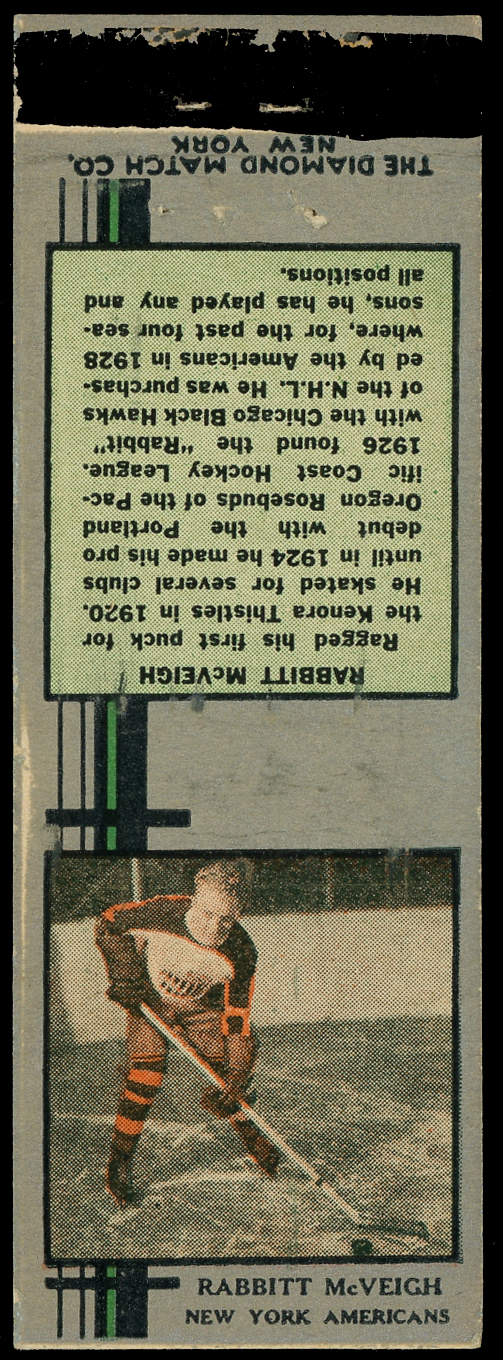 RABBITT McVEIGH
Ragged his first puck for
the Kenora Thistles in 1920.
He skated for several clubs
until in 1924 he made his pro
debut with the Portland
Oregon Rosebuds of the Pac-
ific Coast Hockey League.
1926 found the "Rabbit"
with the Chicago Black Hawks
of the N.H.L. He was purchas-
ed by the Americans in 1928
where, for the past four sea-
sons, he has played any and
all positions.
THE DIAMOND MATCH CO.
NEW YORK
RABBITT McVEIGH
NEW YORK AMERICANS